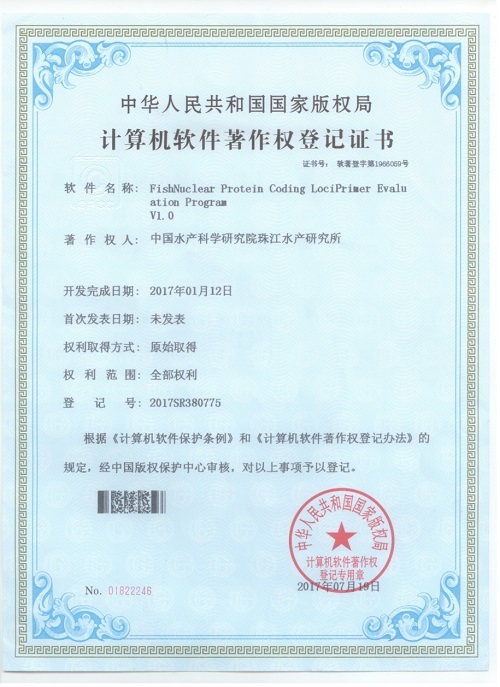 中华人民共和国国家版权局
计算机软件著作权登记证书
证书号： 软著登字第1966059号
软件名称： FishNuclear Protein Coding LociPrimer Evalu
ation Program
V1.0
著作权人： 中国水产科学研究院珠江水产研究所
开发完成日期： 2017年01月12日
首次发表日期： 未发表
权利取得方式： 原始取得
权利范围： 全部权利
登记号： 2017SR380775
根据《计算机软件保护条例》和《计算机软件著作权登记办法》的
规定，经中国版权保护中心审核，对以上事项予以登记。
中华人民共和国国家版权局
计算机软件著作权
登记专用章
No. 01822246
2017年07月19日